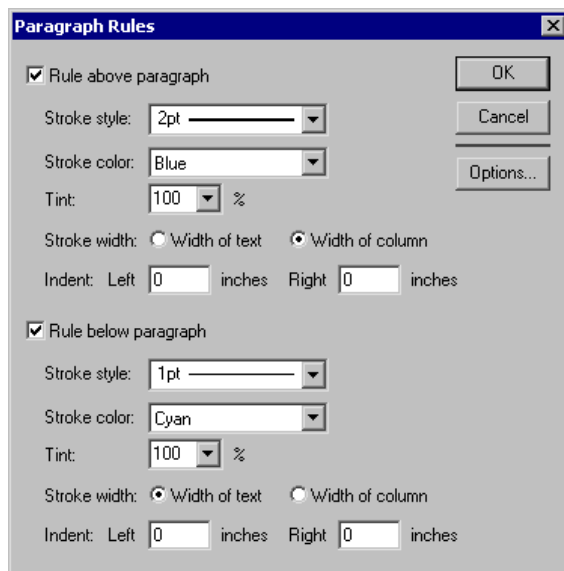 Paragraph Rules
Rule above paragraph
OK
Stroke style: 2pt
Cancel
Stroke color: Blue
Options...
Tint: 100 %
Stroke width: Width of text Width of column
Indent: Left 0 inches Right 0 inches
Rule below paragraph
Stroke style: 1pt
Stroke color: Cyan
Tint: 100 %
Stroke width: Width of text Width of column
Indent: Left 0 inches Right 0 inches